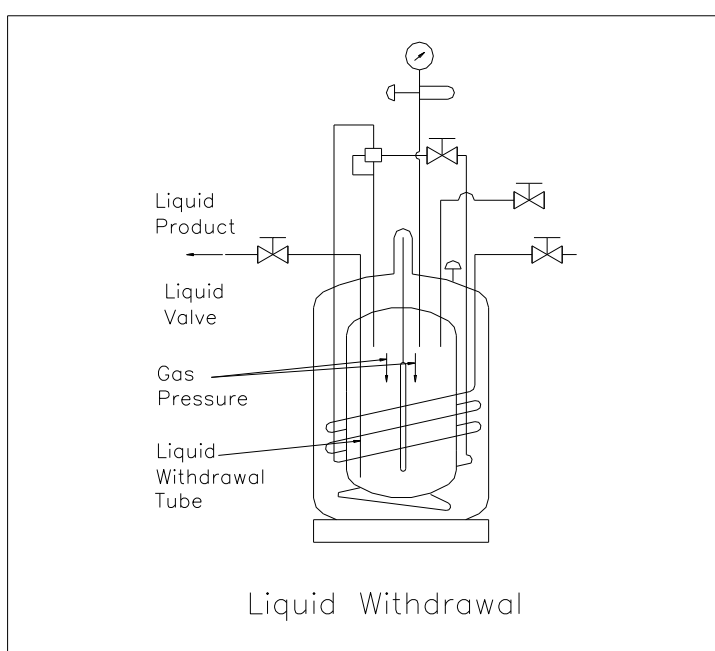 Liquid
Product
Liquid
Valve
Gas
Pressure
Liquid
Withdrawal
Tube
Liquid Withdrawal